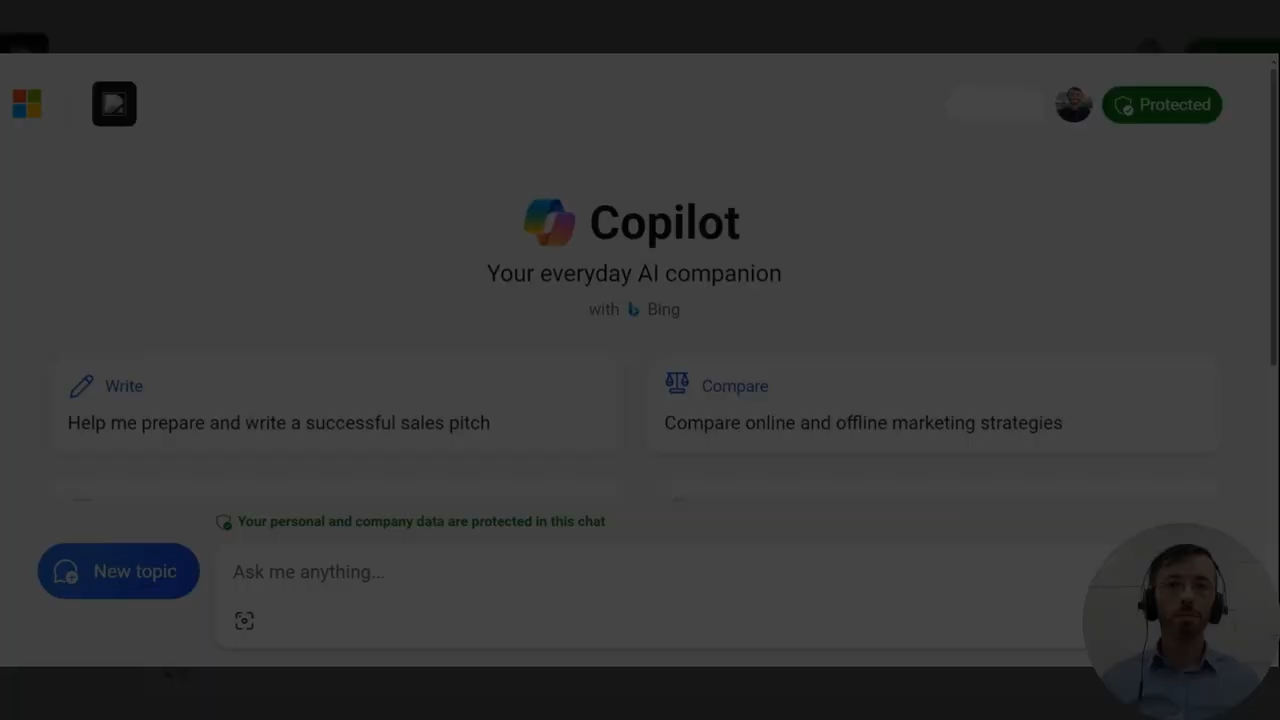 Protected
Copilot
Your everyday AI companion
with Bing
Write
Help me prepare and write a successful sales pitch
Compare
Compare online and offline marketing strategies
Your personal and company data are protected in this chat
New topic
Ask me anything...